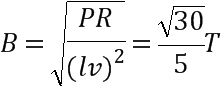 B = √(PR/(lv)²) = √30/5 T